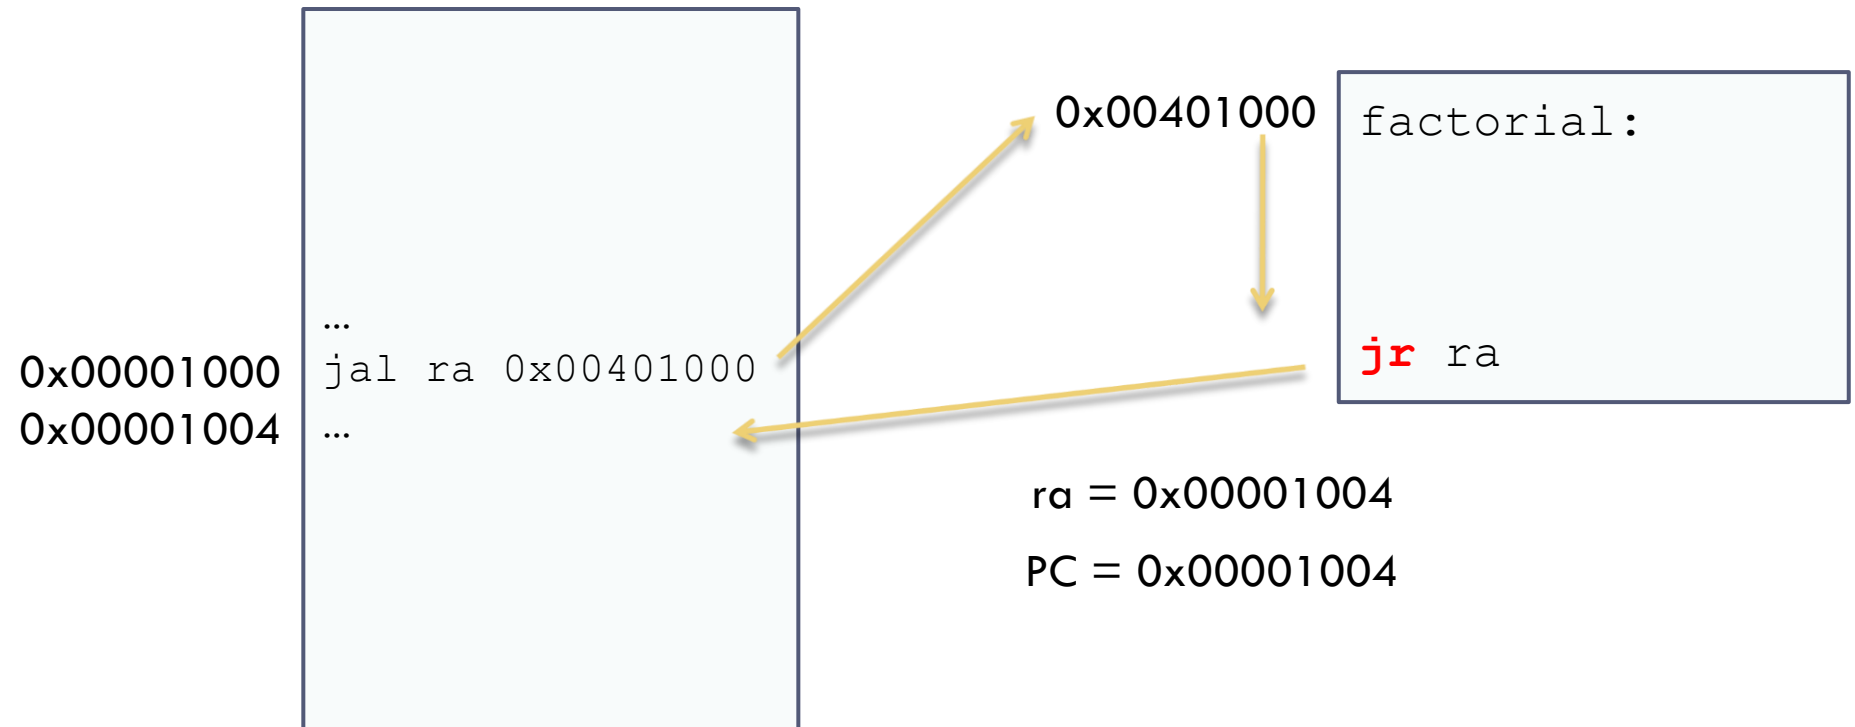 …
0x00001000 jal ra 0x00401000
0x00001004 …
0x00401000 factorial:
jr ra
ra = 0x00001004
PC = 0x00001004